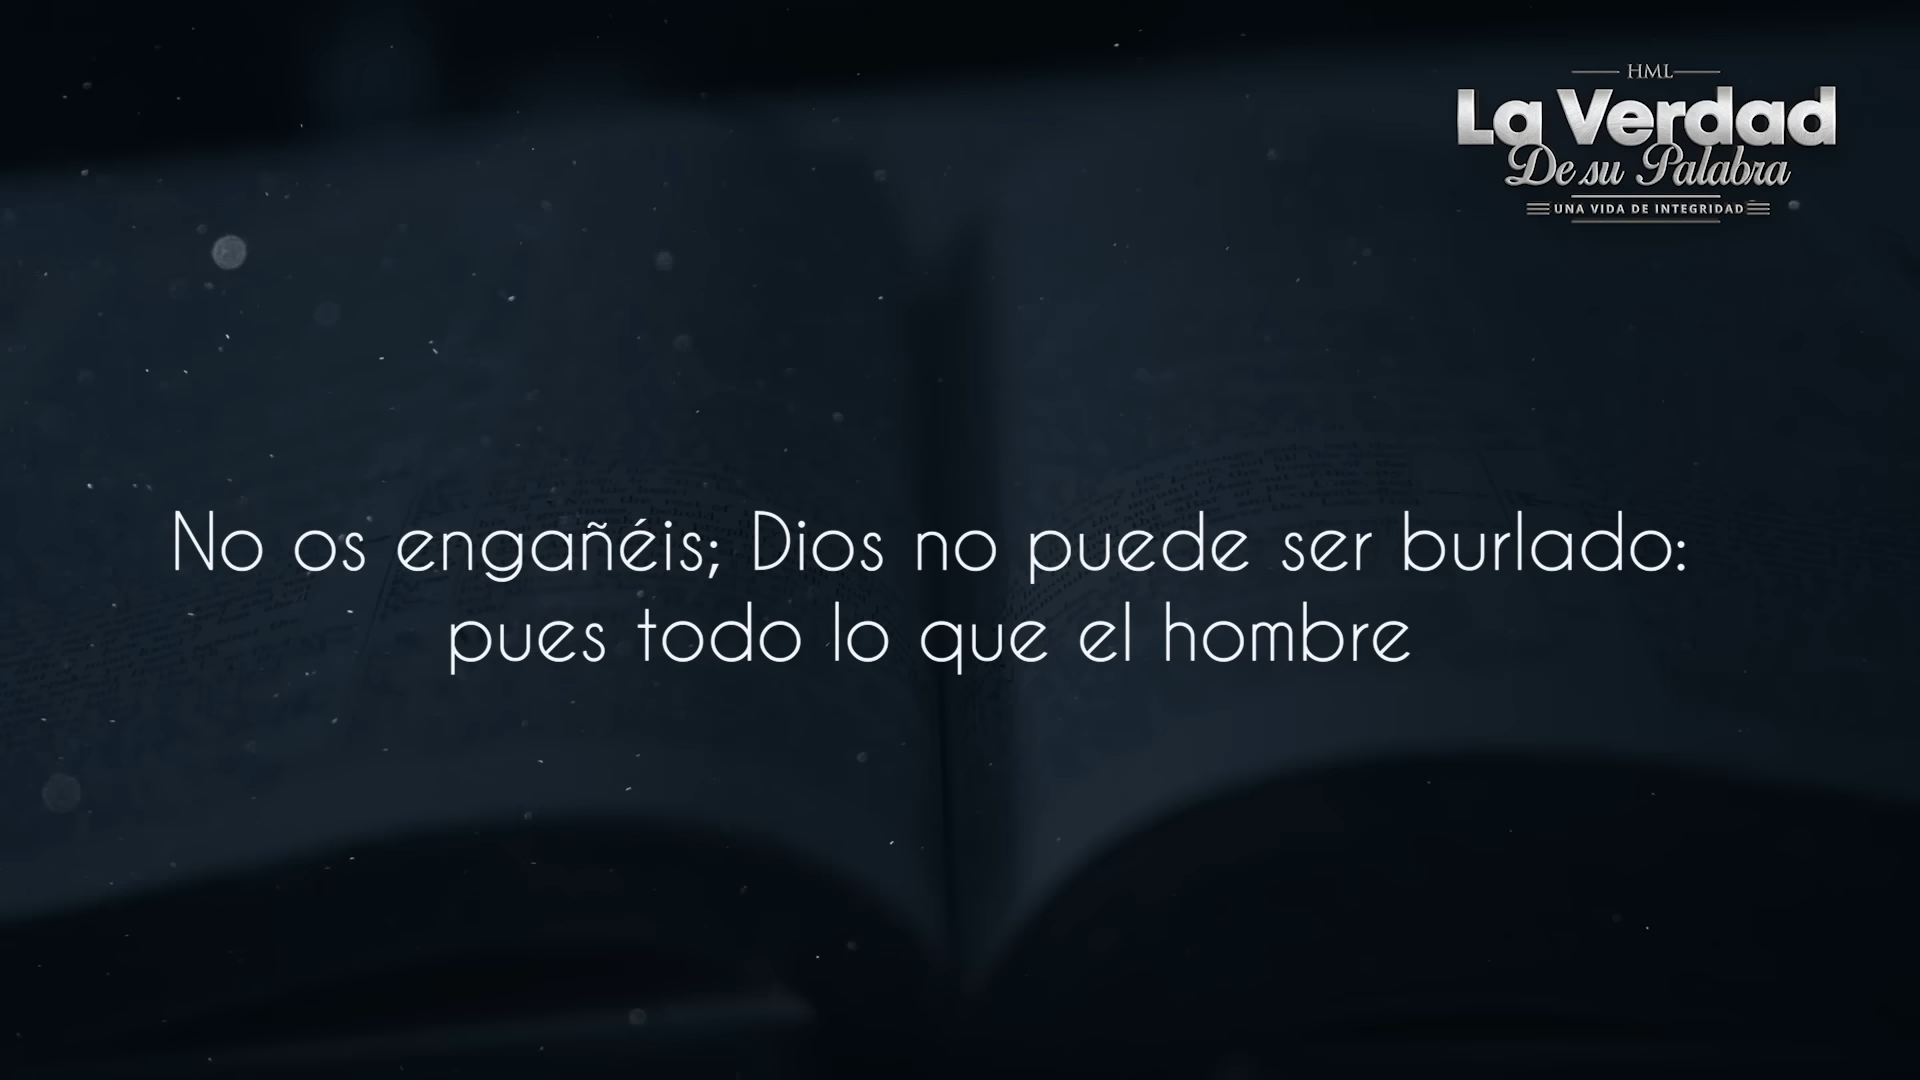 HML
La Verdad
De su Palabra
UNA VIDA DE INTEGRIDAD
No os engañéis; Dios no puede ser burlado:
pues todo lo que el hombre